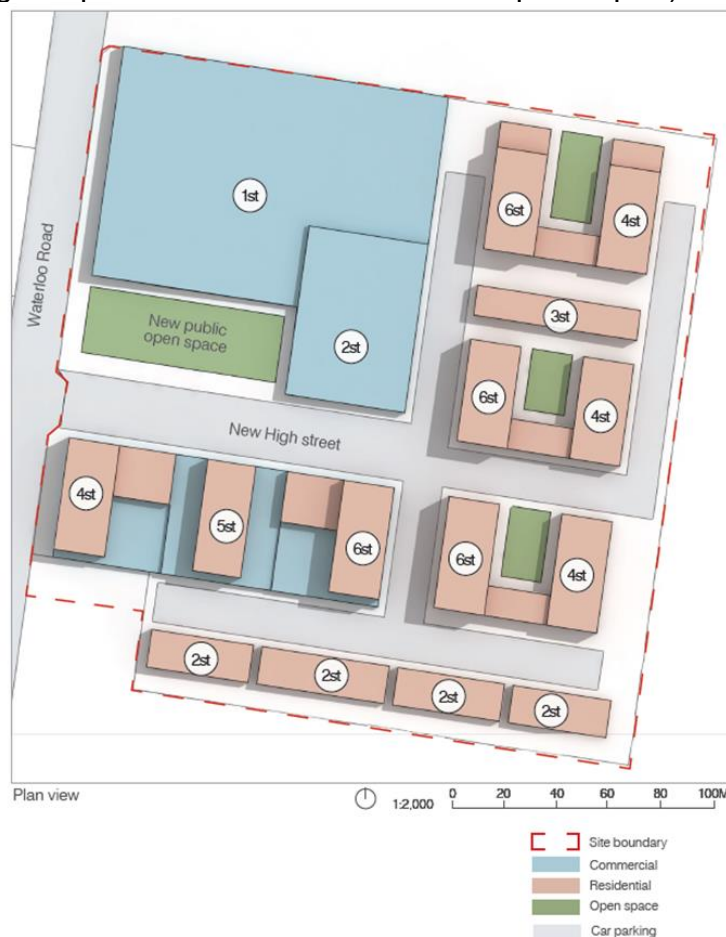 1st
6st
4st
Waterloo Road
3st
New public
open space
2st
6st
4st
New High street
4st
5st
6st
6st
4st
2st
2st
2st
2st
Plan view
1:2,000
0 20 40 60 80 100M
Site boundary
Commercial
Residential
Open space
Car parking